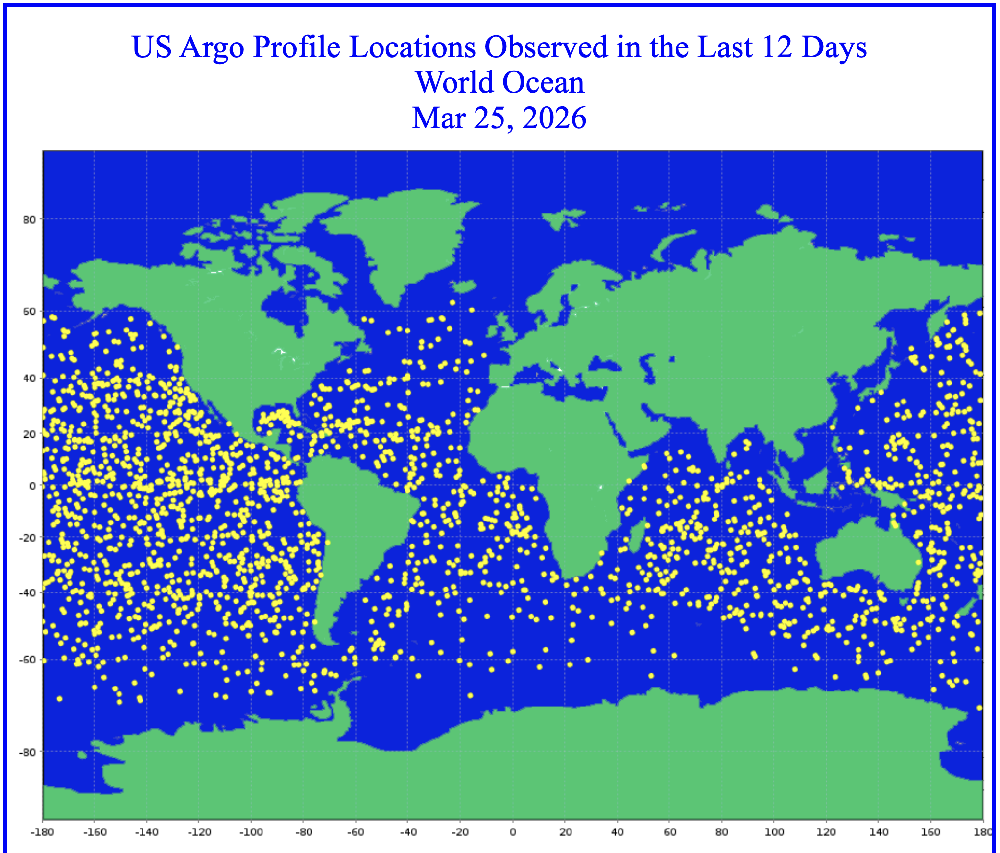 US Argo Profile Locations Observed in the Last 12 Days
World Ocean
Mar 25, 2026
80
60
40
20
0
-20
-40
-60
-80
-180 -160 -140 -120 -100 -80 -60 -40 -20 0 20 40 60 80 100 120 140 160 180